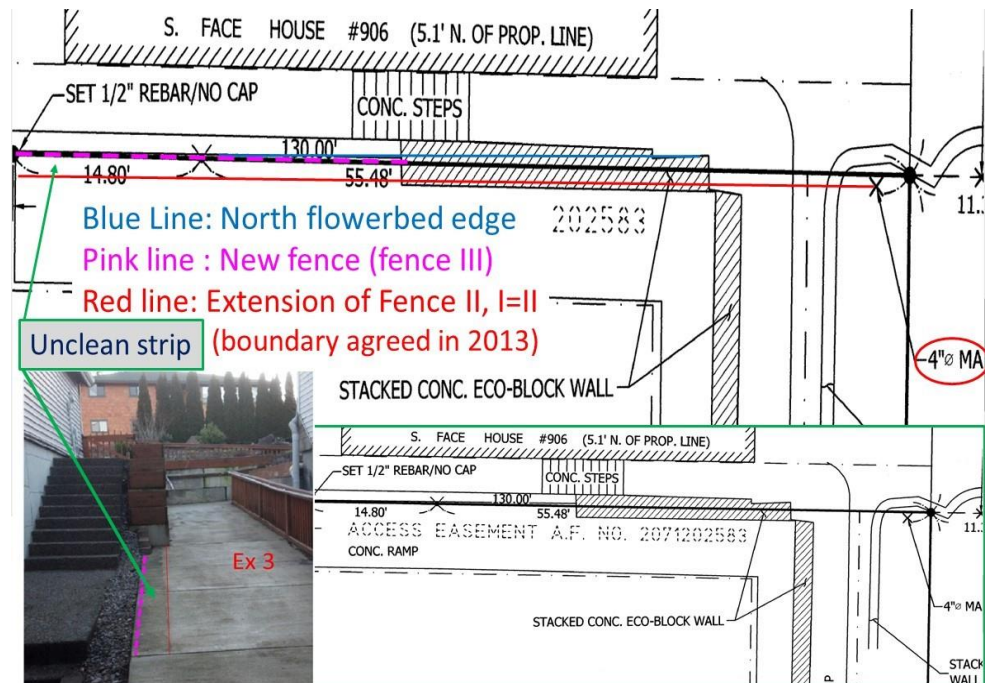 S. FACE HOUSE #906 (5.1' N. OF PROP. LINE)
SET 1/2" REBAR/NO CAP
CONC. STEPS
130.00'
14.80'
55.48'
11.
Blue Line: North flowerbed edge
202583
Pink line : New fence (fence III)
Red line: Extension of Fence II, I=II
(boundary agreed in 2013)
Unclean strip
4"ø MA
STACKED CONC. ECO-BLOCK WALL
Ex 3
S. FACE HOUSE #906 (5.1' N. OF PROP. LINE)
SET 1/2" REBAR/NO CAP
CONC. STEPS
130.00'
14.80'
55.48'
11.
ACCESS EASEMENT A.F. NO. 2071202583
CONC. RAMP
4"ø MA
STACKED CONC. ECO-BLOCK WALL
STACK
WALL
P